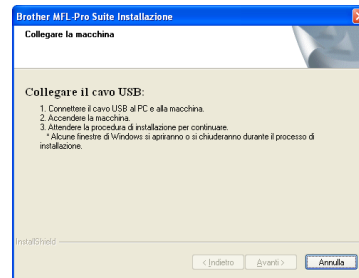 Brother MFL-Pro Suite Installazione
Collegare la macchina
Collegare il cavo USB:
1. Connettere il cavo USB al PC e alla macchina.
2. Accendere la macchina.
3. Attendere la procedura di installazione per continuare.
* Alcune finestre di Windows si apriranno o si chiuderanno durante il processo di
installazione.
InstallShield
< Indietro Avanti > Annulla